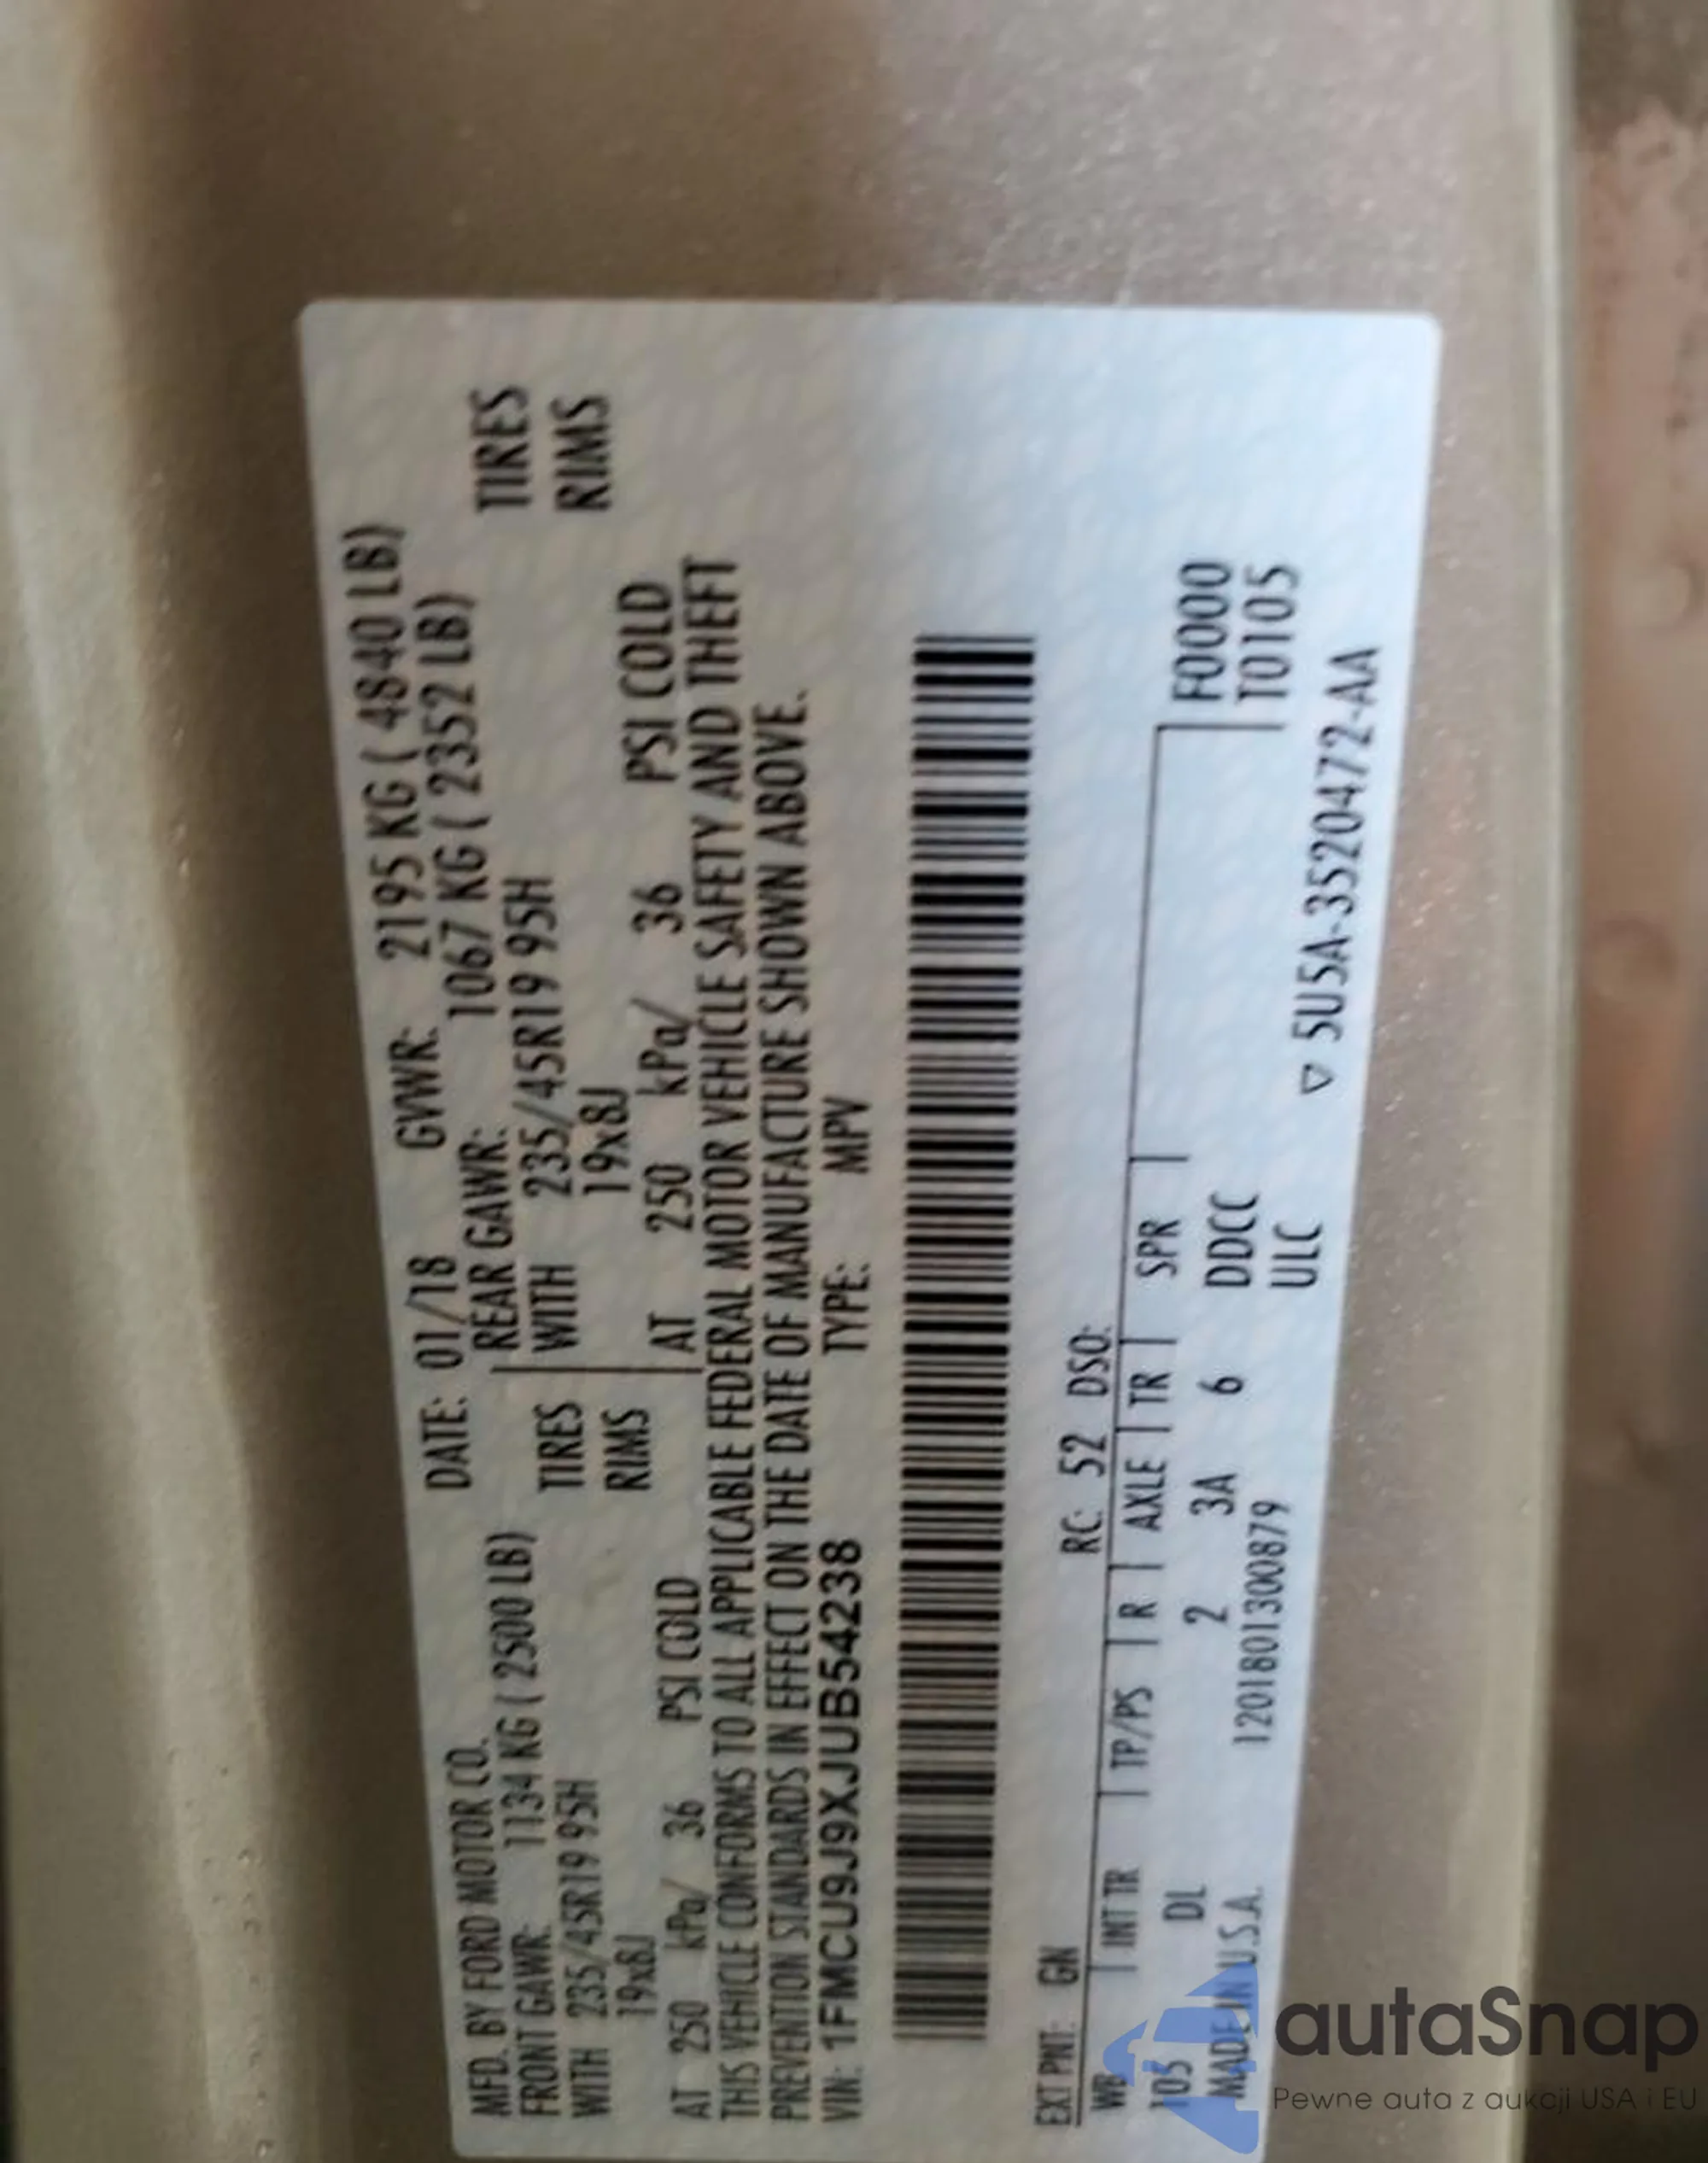 MFD. BY FORD MOTOR CO. DATE: 01/18 GVWR: 2195 KG ( 4840 LB)
FRONT GAWR: 1134 KG ( 2500 LB) REAR GAWR: 1067 KG ( 2352 LB)
WITH 235/45R19 95H TIRES WITH 235/45R19 95H TIRES
19x8J RIMS 19x8J RIMS
AT 250 kPa/ 36 PSI COLD AT 250 kPa/ 36 PSI COLD
THIS VEHICLE CONFORMS TO ALL APPLICABLE FEDERAL MOTOR VEHICLE SAFETY AND THEFT
PREVENTION STANDARDS IN EFFECT ON THE DATE OF MANUFACTURE SHOWN ABOVE.
VIN: 1FMCU9J9XJUB54238 TYPE: MPV
EXT PNT: GN RC: 52 DSO:
WB INT TR TP/PS R AXLE TR SPR F0000
105 DL 2 3A 6 DDCC T0105
MADE IN U.S.A. 120180130087​9 ULC
▽ 5U5A-3520472-AA
autaSnap
Pewne auta z aukcji USA i EU